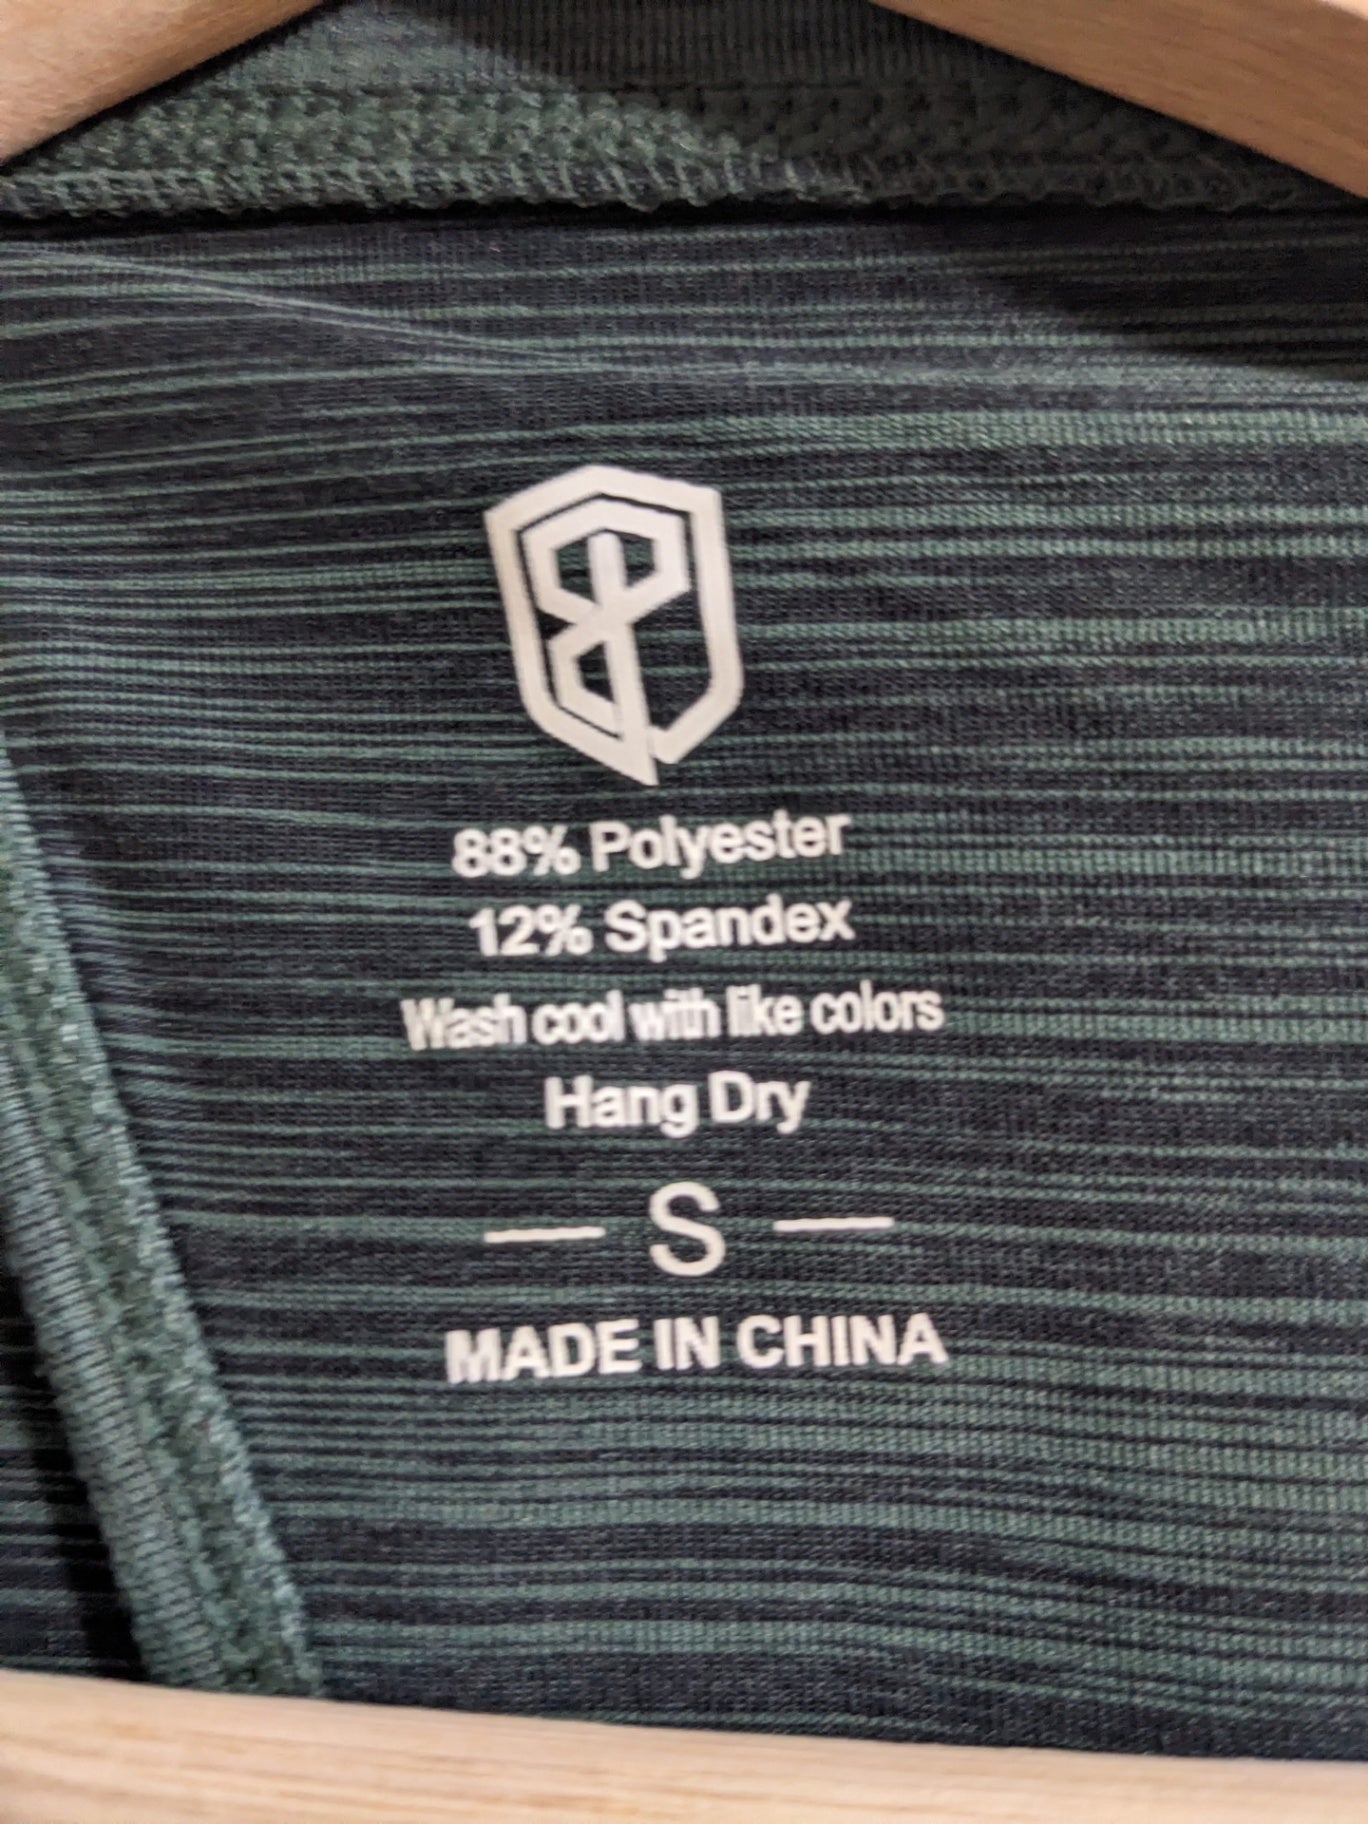 88% Polyester
12% Spandex
Wash cool with like colors
Hang Dry
S
MADE IN CHINA